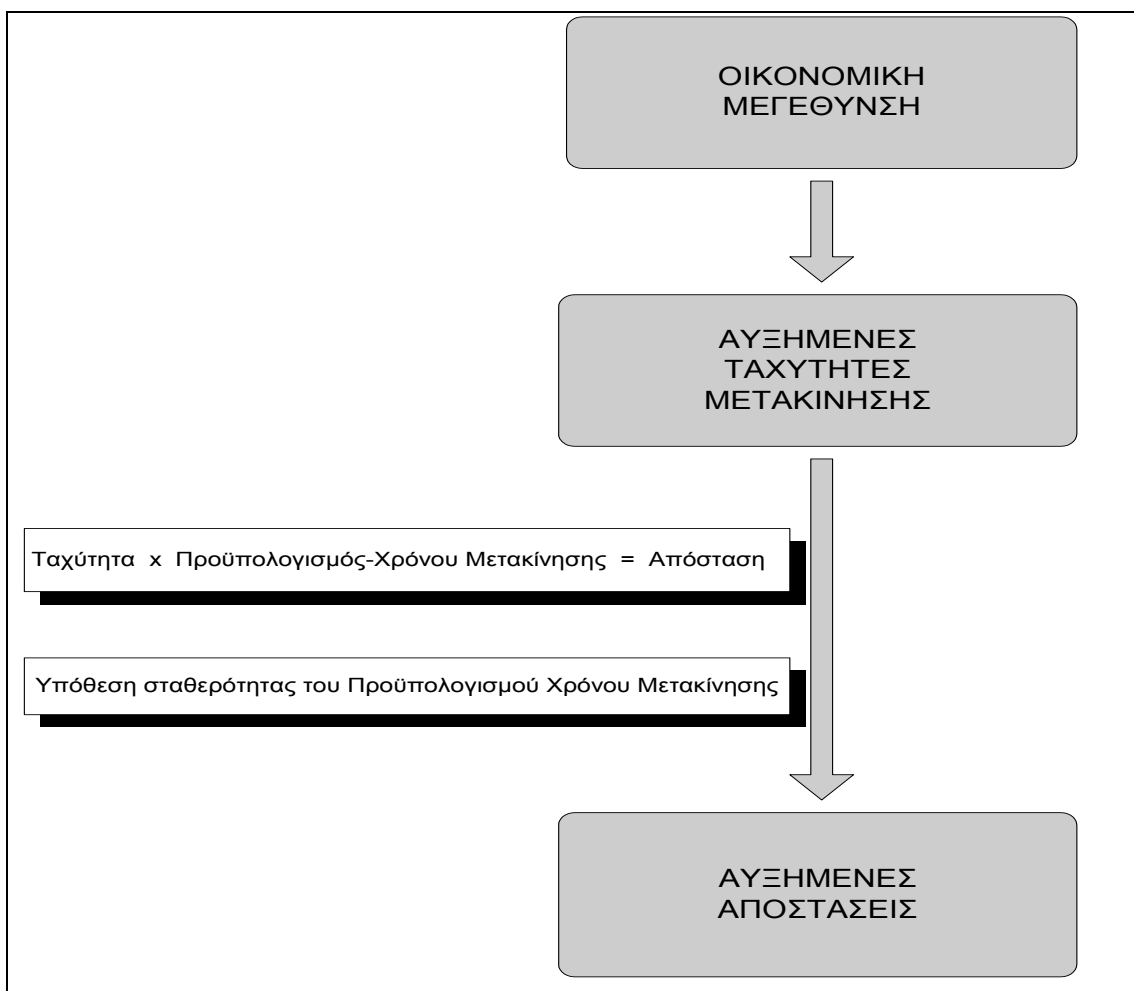 ΟΙΚΟΝΟΜΙΚΗ
ΜΕΓΕΘΥΝΣΗ
ΑΥΞΗΜΕΝΕΣ
ΤΑΧΥΤΗΤΕΣ
ΜΕΤΑΚΙΝΗΣΗΣ
Ταχύτητα x Προϋπολογισμός-Χρόνου Μετακίνησης = Απόσταση
Υπόθεση σταθερότητας του Προϋπολογισμού Χρόνου Μετακίνησης
ΑΥΞΗΜΕΝΕΣ
ΑΠΟΣΤΑΣΕΙΣ